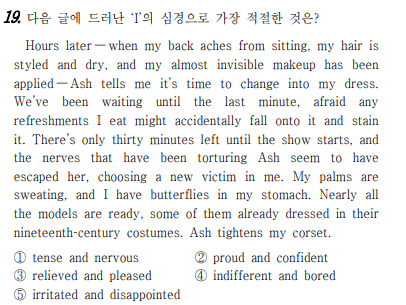 19. 다음 글에 드러난 'I'의 심경으로 가장 적절한 것은?
Hours later—when my back aches from sitting, my hair is
styled and dry, and my almost invisible makeup has been
applied—Ash tells me it's time to change into my dress.
We've been waiting until the last minute, afraid any
refreshments I eat might accidentally fall onto it and stain
it. There's only thirty minutes left until the show starts, and
the nerves that have been torturing Ash seem to have
escaped her, choosing a new victim in me. My palms are
sweating, and I have butterflies in my stomach. Nearly all
the models are ready, some of them already dressed in their
nineteenth-century costumes. Ash tightens my corset.
① tense and nervous ② proud and confident
③ relieved and pleased ④ indifferent and bored
⑤ irritated and disappointed